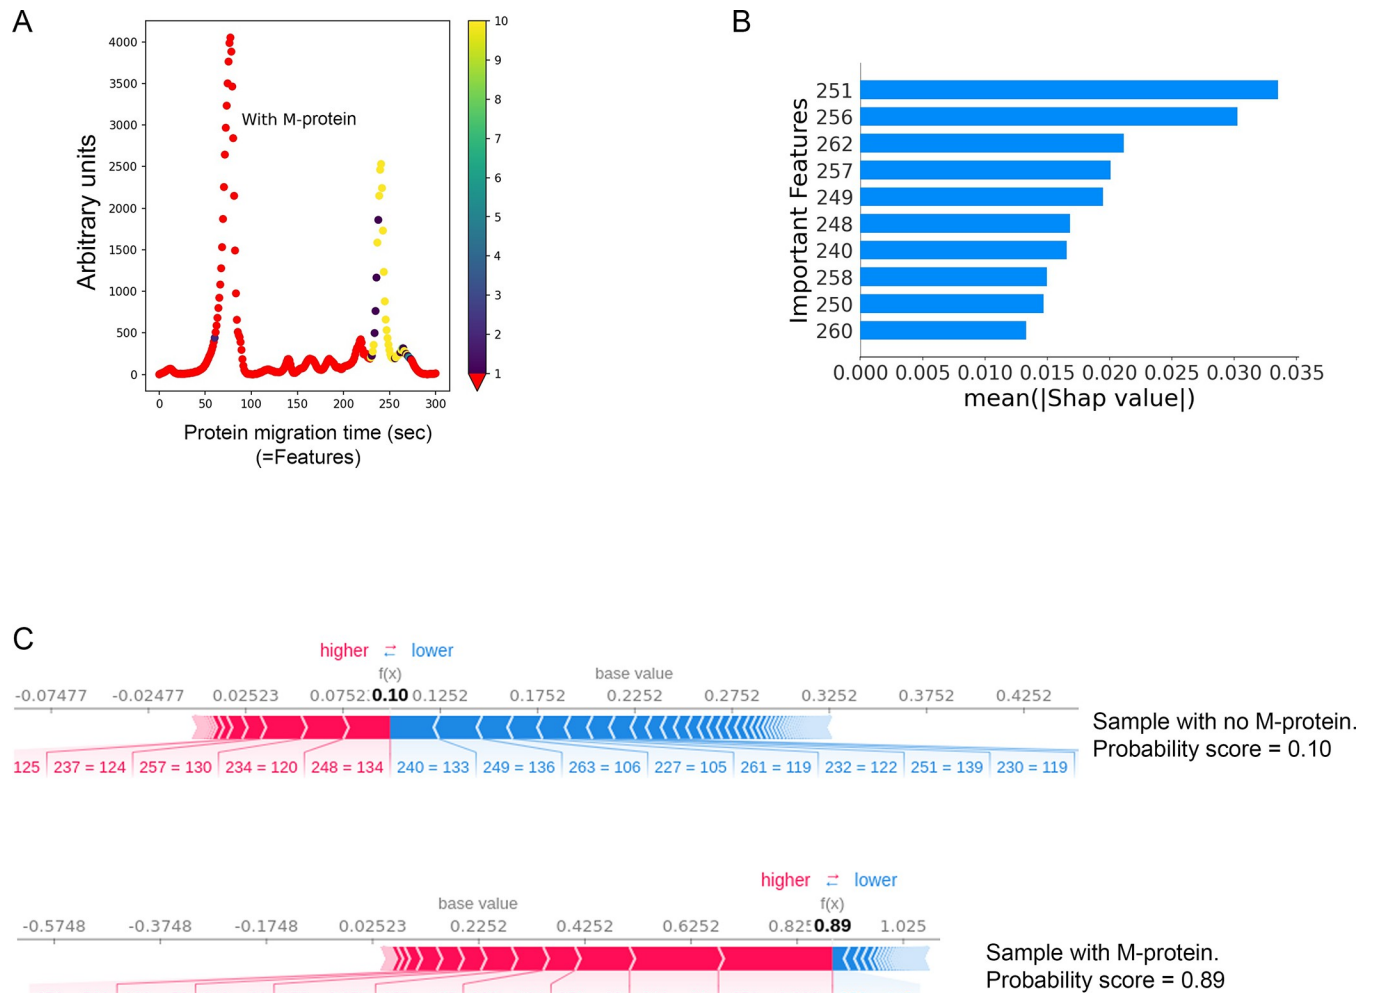 A
4000
3500
3000
2500
2000
1500
1000
500
0
0 50 100 150 200 250 300
Arbitrary units
With M-protein
Protein migration time (sec)
(=Features)
10
9
8
7
6
5
4
3
2
1
B
Important Features
251
256
262
257
249
248
240
258
250
260
0.000 0.005 0.010 0.015 0.020 0.025 0.030 0.035
mean(|Shap value|)
C
higher lower
f(x) base value
-0.07477 -0.02477 0.02523 0.0752 0.10 0.1252 0.1752 0.2252 0.2752 0.3252 0.3752 0.4252
125 237 = 124 257 = 130 234 = 120 248 = 134 240 = 133 249 = 136 263 = 106 227 = 105 261 = 119 232 = 122 251 = 139 230 = 119
Sample with no M-protein.
Probability score = 0.10
higher lower
base value f(x)
-0.5748 -0.3748 -0.1748 0.02523 0.2252 0.4252 0.6252 0.825 0.89 1.025
Sample with M-protein.
Probability score = 0.89